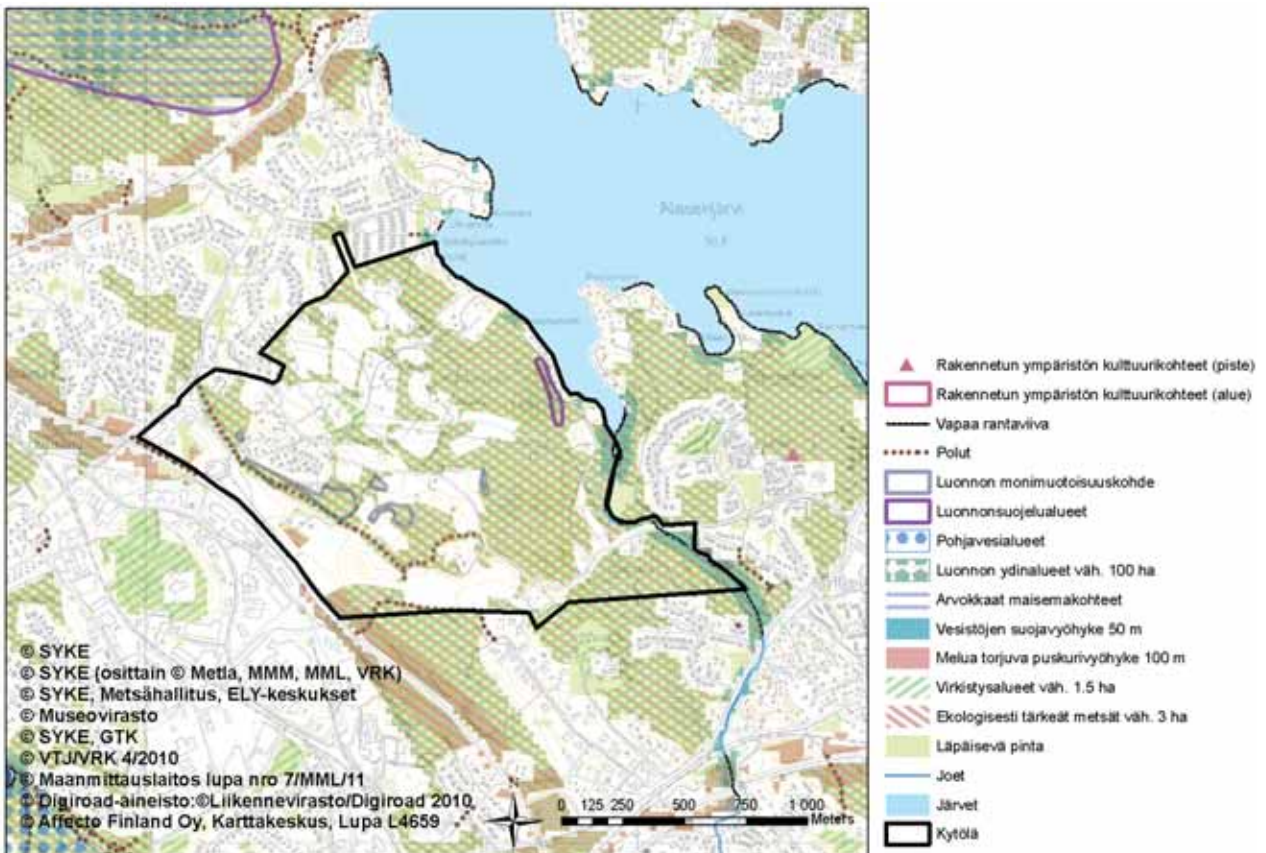 Alasenjärvi
Rakennetun ympäristön kulttuurikohteet (piste)
Rakennetun ympäristön kulttuurikohteet (alue)
Vapaa rantaviiva
Polut
Luonnon monimuotoisuuskohde
Luonnonsuojelualueet
Pohjavesialueet
Luonnon ydinalueet väh. 100 ha
Arvokkaat maisemakohteet
Vesistöjen suojavyöhyke 50 m
Melua torjuva puskurivyöhyke 100 m
Virkistysalueet väh. 1.5 ha
Ekologisesti tärkeät metsät väh. 3 ha
Läpäisevä pinta
Joet
Järvet
Kytölä
© SYKE
© SYKE (osittain © Metla, MMM, MML, VRK)
© SYKE, Metsähallitus, ELY-keskukset
© Museovirasto
© SYKE, GTK
© VTJ/VRK 4/2010
© Maanmittauslaitos lupa nro 7/MML/11
© Digiroad-aineisto:©Liikennevirasto/Digiroad 2010
© Affecto Finland Oy, Karttakeskus, Lupa L4659
0 125 250 500 750 1 000
Meters